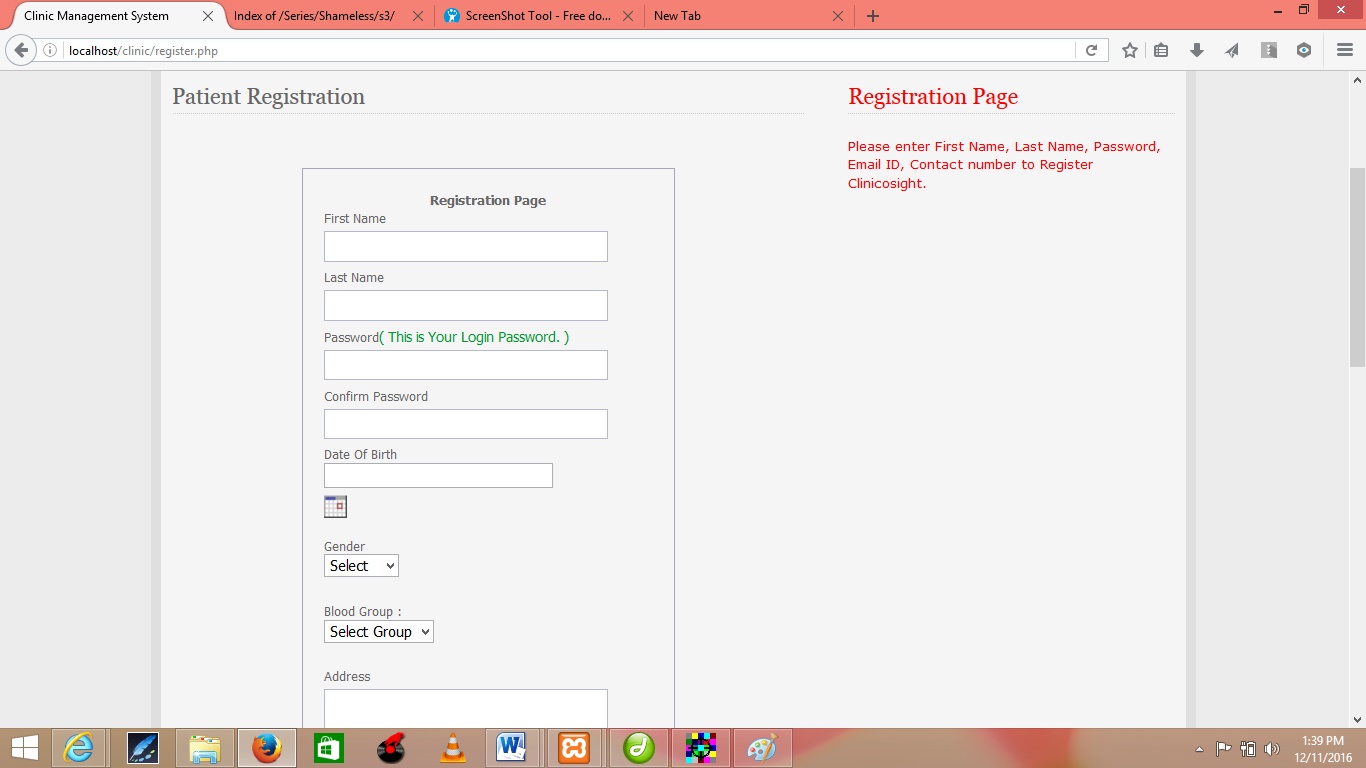 Clinic Management System
Index of /Series/Shameless/s3/
ScreenShot Tool - Free do...
New Tab
localhost/clinic/register.php
Patient Registration
Registration Page
Please enter First Name, Last Name, Password,
Email ID, Contact number to Register
Clinicosight.
Registration Page
First Name
Last Name
Password( This is Your Login Password. )
Confirm Password
Date Of Birth
Gender
Select
Blood Group :
Select Group
Address
1:39 PM
12/11/2016